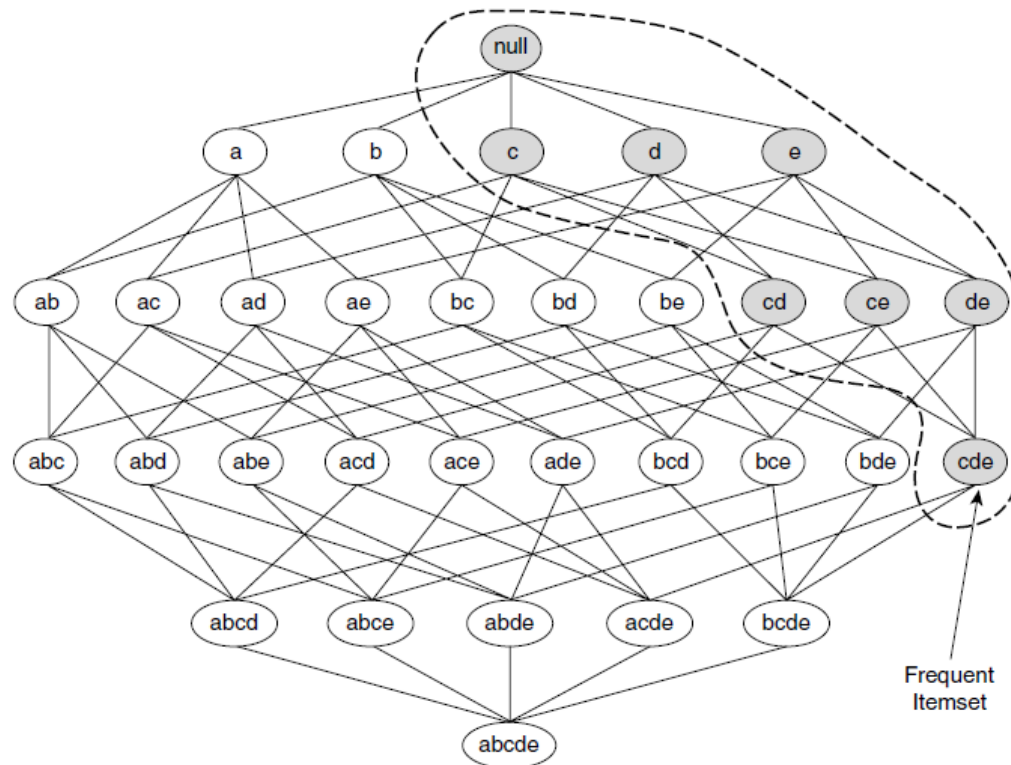 null
a b c d e
ab ac ad ae bc bd be cd ce de
abc abd abe acd ace ade bcd bce bde cde
abcd abce abde acde bcde
Frequent
Itemset
abcde